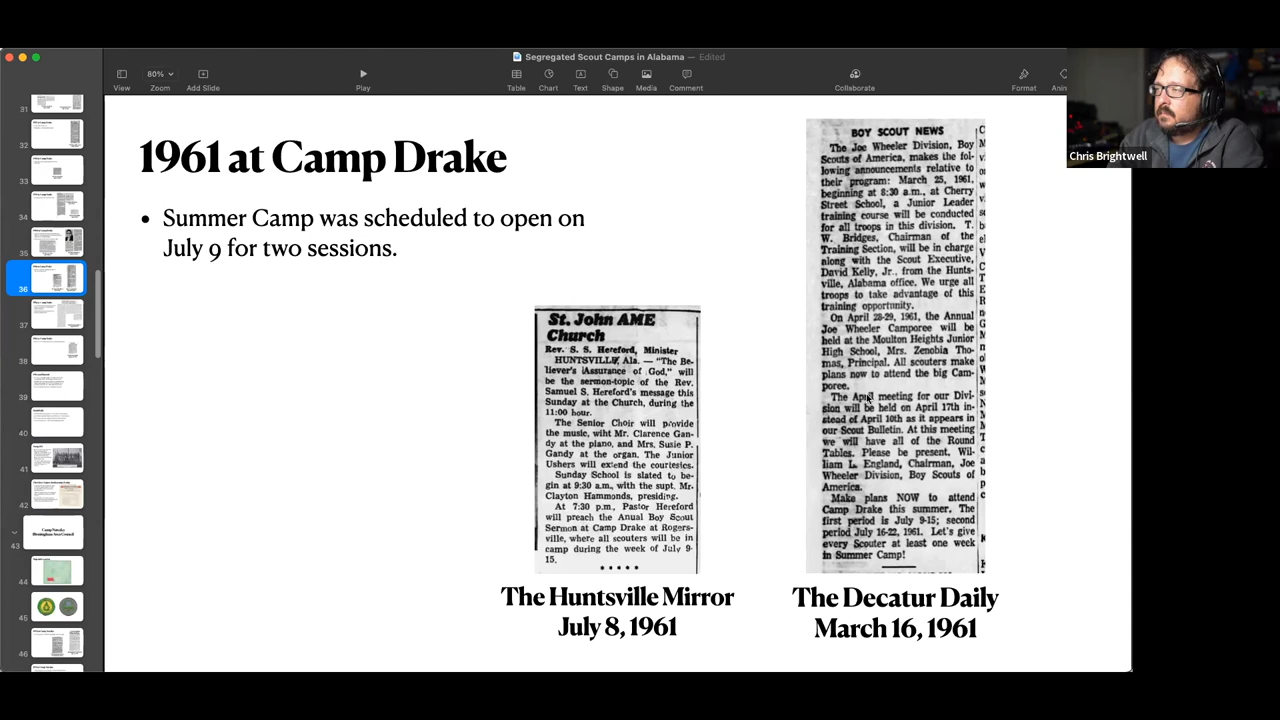 Segregated Scout Camps in Alabama — Edited
80%
View
Zoom
Add Slide
Play
Table
Chart
Text
Shape
Media
Comment
Collaborate
Format
Chris Brightwell
31
32
33
34
35
36
37
38
39
40
41
42
43
44
45
46
1961 at Camp Drake
• Summer Camp was scheduled to open on
July 9 for two sessions.
St. John AME
Church
Rev. S. S. Hereford, Minister
HUNTSVILLE, Ala. — "The Be-
liever's Assurance of God," will
be the sermon-topic of the Rev.
Samuel S. Hereford's message this
Sunday at the Church, during the
11:00 hour.
The Senior Choir will provide
the music, wiht Mr. Clarence Gan-
dy at the piano, and Mrs. Susie P.
Gandy at the organ. The Junior
Ushers will extend the courtesies.
Sunday School is slated to be-
gin at 9:30 a.m., with the supt. Mr.
Clayton Hammonds, presiding.
At 7:30 p.m., Pastor Hereford
will preach the Anual Boy Scout
Sermon at Camp Drake at Rogers-
ville, where all scouters will be in
camp during the week of July 9-
15.
The Huntsville Mirror
July 8, 1961
BOY SCOUT NEWS
The Joe Wheeler Division, Boy
Scouts of America, makes the fol-
lowing announcements relative to
their program: March 25, 1961,
beginning at 8:30 a.m., at Cherry
Street School, a Junior Leader
training course will be conducted
for all troops in this division. T.
W. Bridges, Chairman of the
Training Section, will be in charge
along with the Scout Executive,
David Kelly, Jr., from the Hunts-
ville, Alabama office. We urge all
troops to take advantage of this
training opportunity.
On April 28-29, 1961, the Annual
Joe Wheeler Camporee will be
held at the Moulton Heights Junior
High School, Mrs. Zenobia Tho-
mas, Principal. All scouters make
plans now to attend the big Cam-
poree.
The April meeting for our Divi-
sion will be held on April 17th in-
stead of April 10th as it appears in
our Scout Bulletin. At this meeting
we will have all of the Round
Tables. Please be present, Wil-
liam L. England, Chairman, Joe
Wheeler Division, Boy Scouts of
America.
Make plans NOW to attend
Camp Drake this summer. The
first period is July 9-15; second
period July 16-22, 1961. Let's give
every Scouter at least one week
in Summer Camp!
The Decatur Daily
March 16, 1961